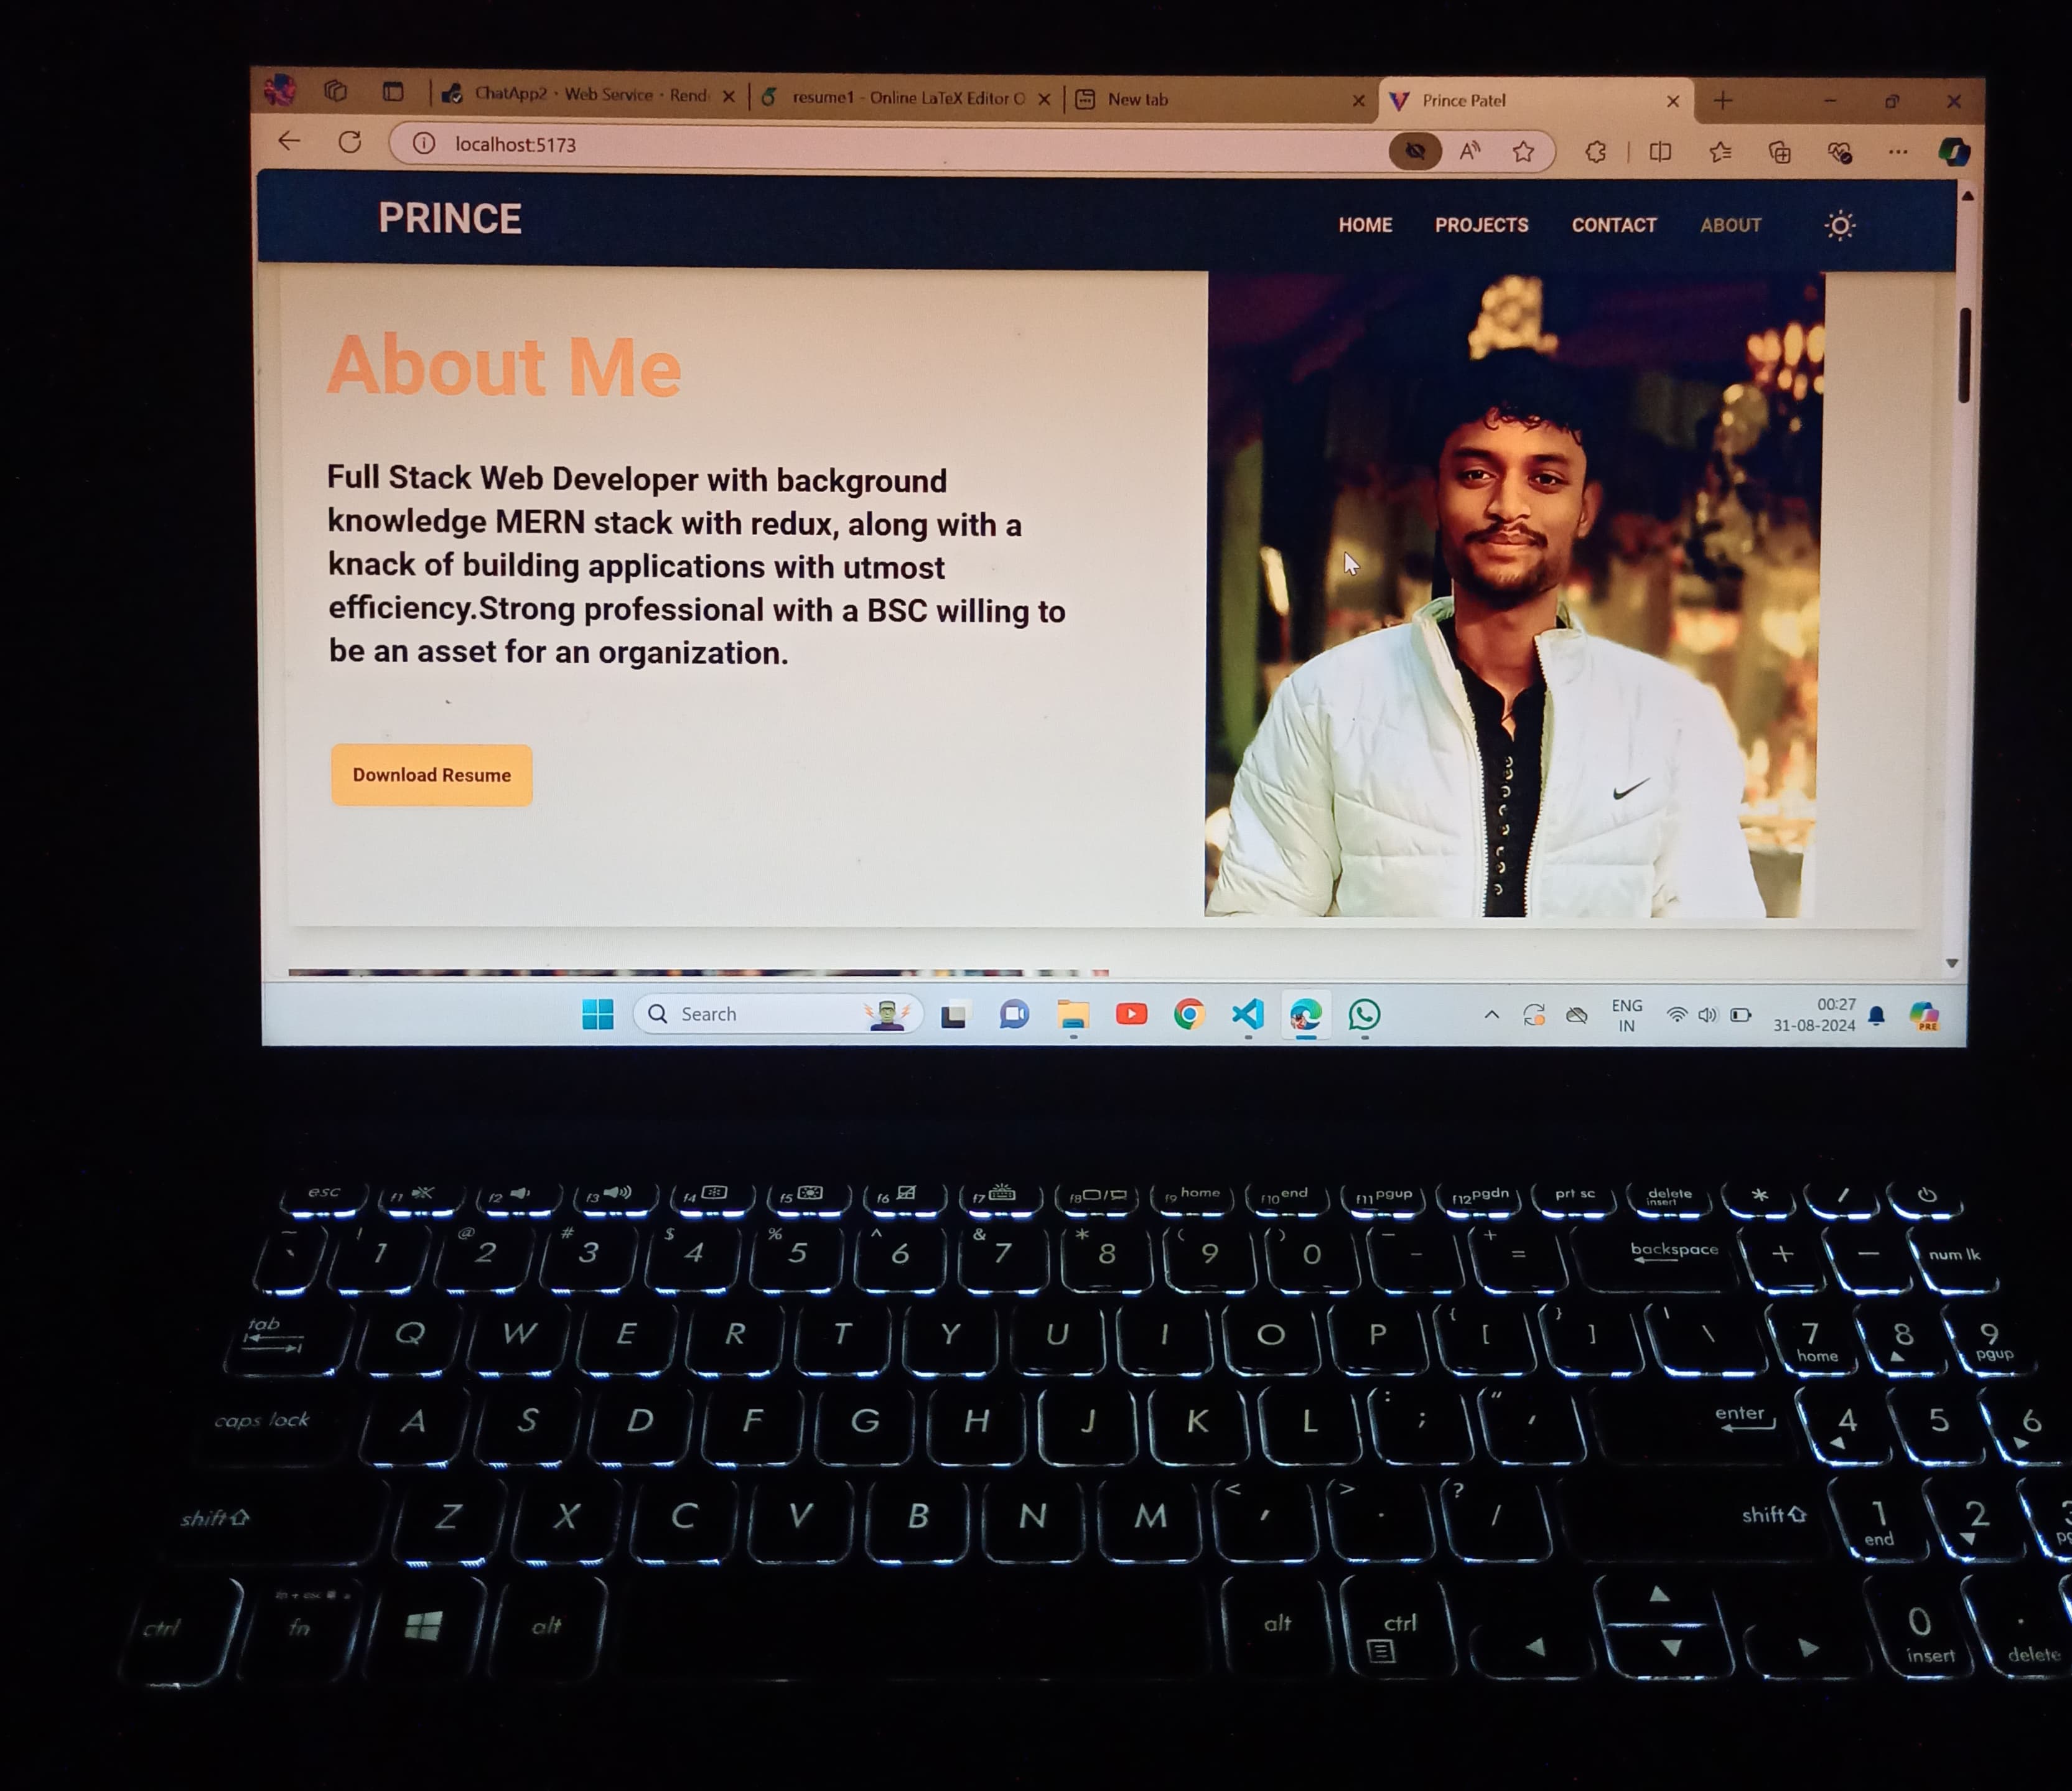 ChatApp2 - Web Service - Rend
resume1 - Online LaTeX Editor O
New tab
Prince Patel
localhost:5173
PRINCE
HOME PROJECTS CONTACT ABOUT
About Me
Full Stack Web Developer with background
knowledge MERN stack with redux, along with a
knack of building applications with utmost
efficiency.Strong professional with a BSC willing to
be an asset for an organization.
Download Resume
Search
ENG
IN
00:27
31-08-2024
PRE
esc f1 f2 f3 f4 f5 f6 f7 f8 f9 home f10 end f11 pgup f12 pgdn prt sc delete insert * /
~ ` ! 1 @ 2 # 3 $ 4 % 5 ^ 6 & 7 * 8 ( 9 ) 0 - + = backspace + - num lk
tab Q W E R T Y U I O P { [ } ] \ 7 home 8 9 pgup
caps lock A S D F G H J K L : ; " ' enter 4 5 6
shift Z X C V B N M < , > . ? / shift 1 end 2
ctrl fn alt alt ctrl 0 insert . delete